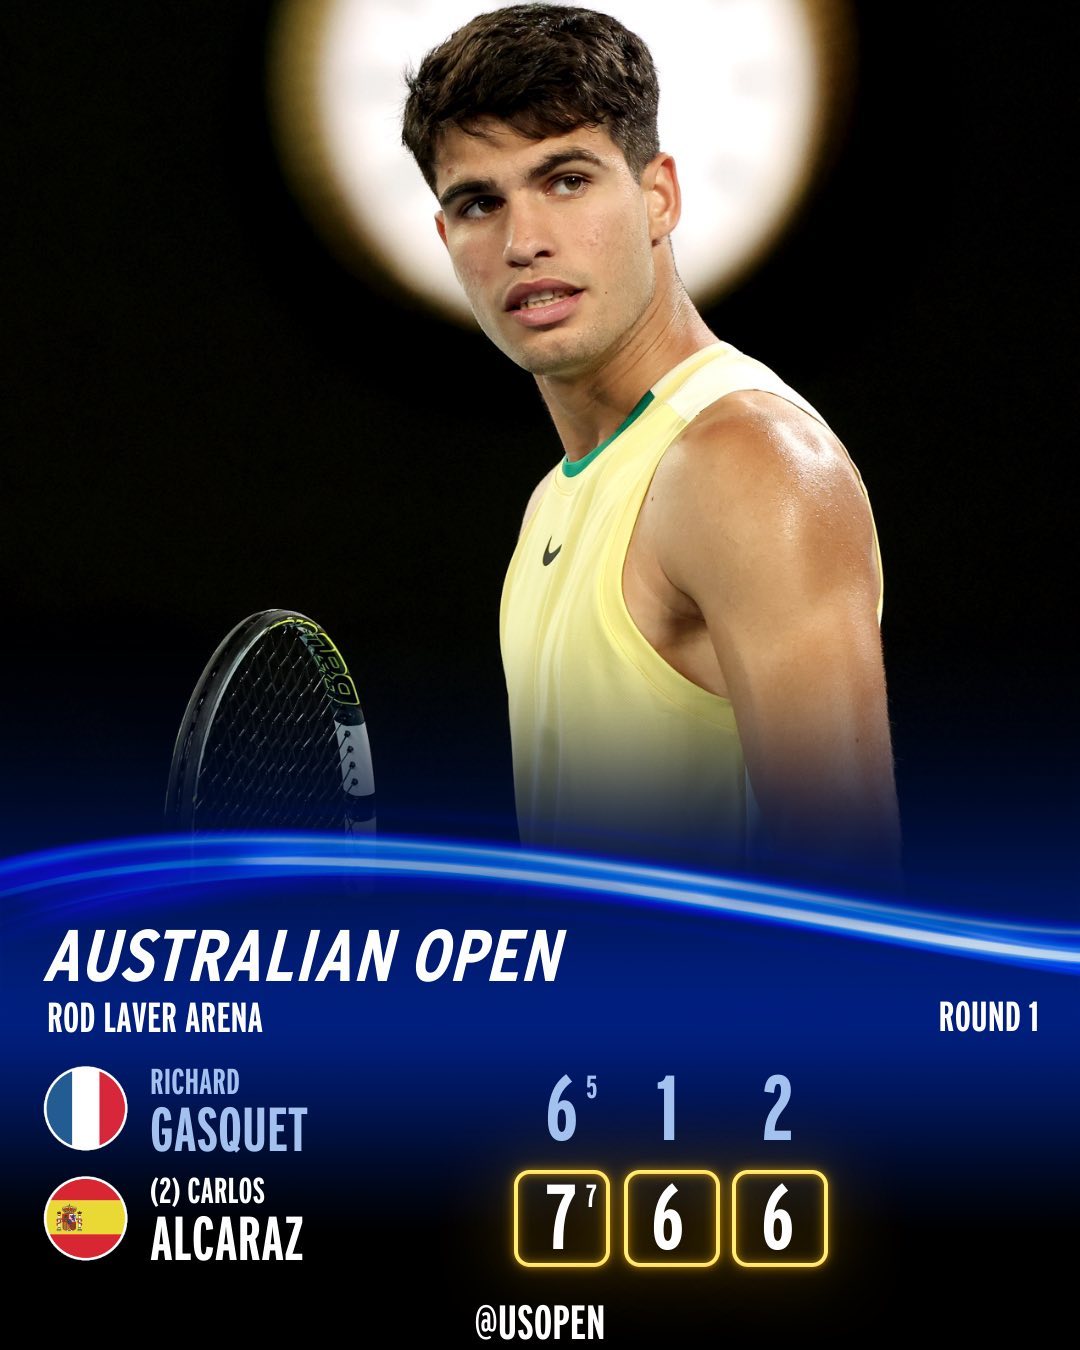 AUSTRALIAN OPEN
ROD LAVER ARENA ROUND 1
RICHARD
GASQUET 6 5 1 2
(2) CARLOS
ALCARAZ 7 7 6 6
@USOPEN